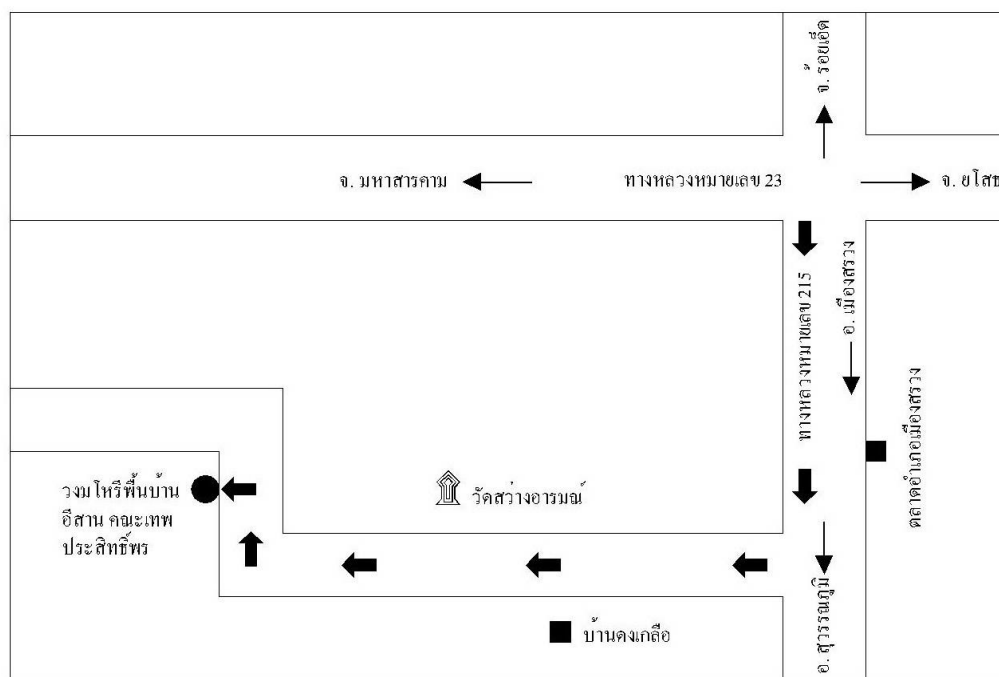 จ. ร้อยเอ็ด
จ. มหาสารคาม
ทางหลวงหมายเลข 23
จ. ยโสธ
ทางหลวงหมายเลข 215
อ. เมืองสรวง
ตลาดอำเภอเมืองสรวง
วงมโหรีพื้นบ้าน
อีสาน คณะเทพ
ประสิทธิ์พร
วัดสว่างอารมณ์
บ้านดงเกลือ
อ. สุวรรณภูมิ